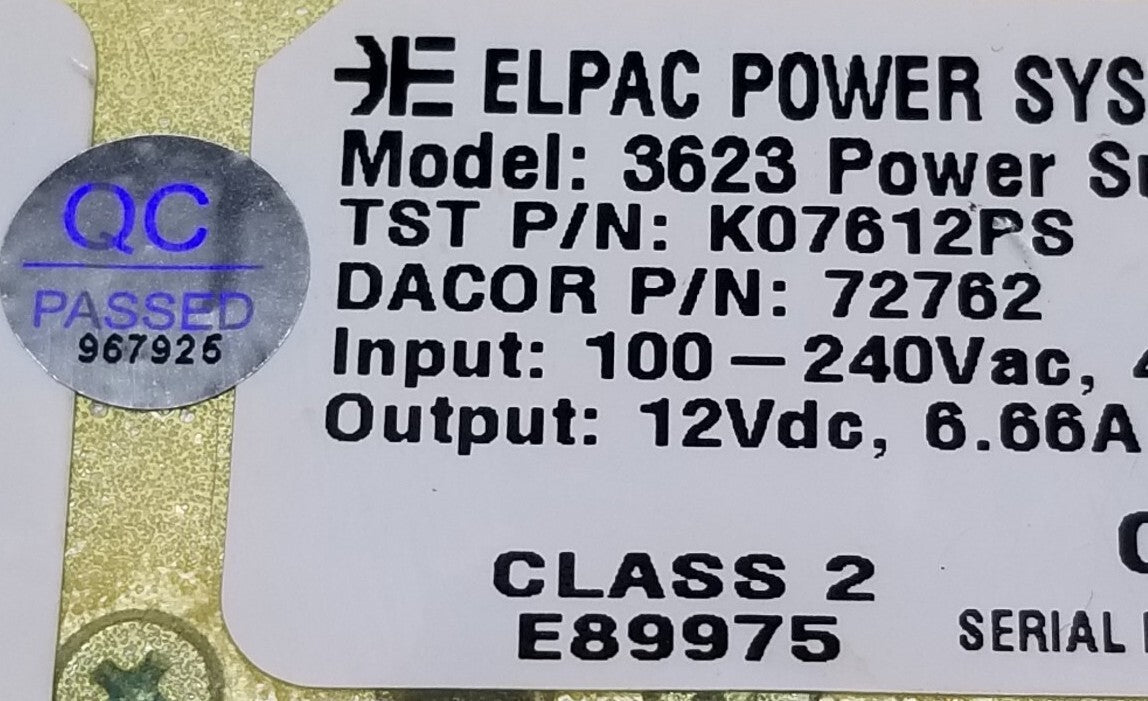 ELPAC POWER SYS
Model: 3623 Power
TST P/N: K07612PS
DACOR P/N: 72762
Input: 100-240Vac,
Output: 12Vdc, 6.66A
CLASS 2
E89975
SERIAL
QC
PASSED
967925